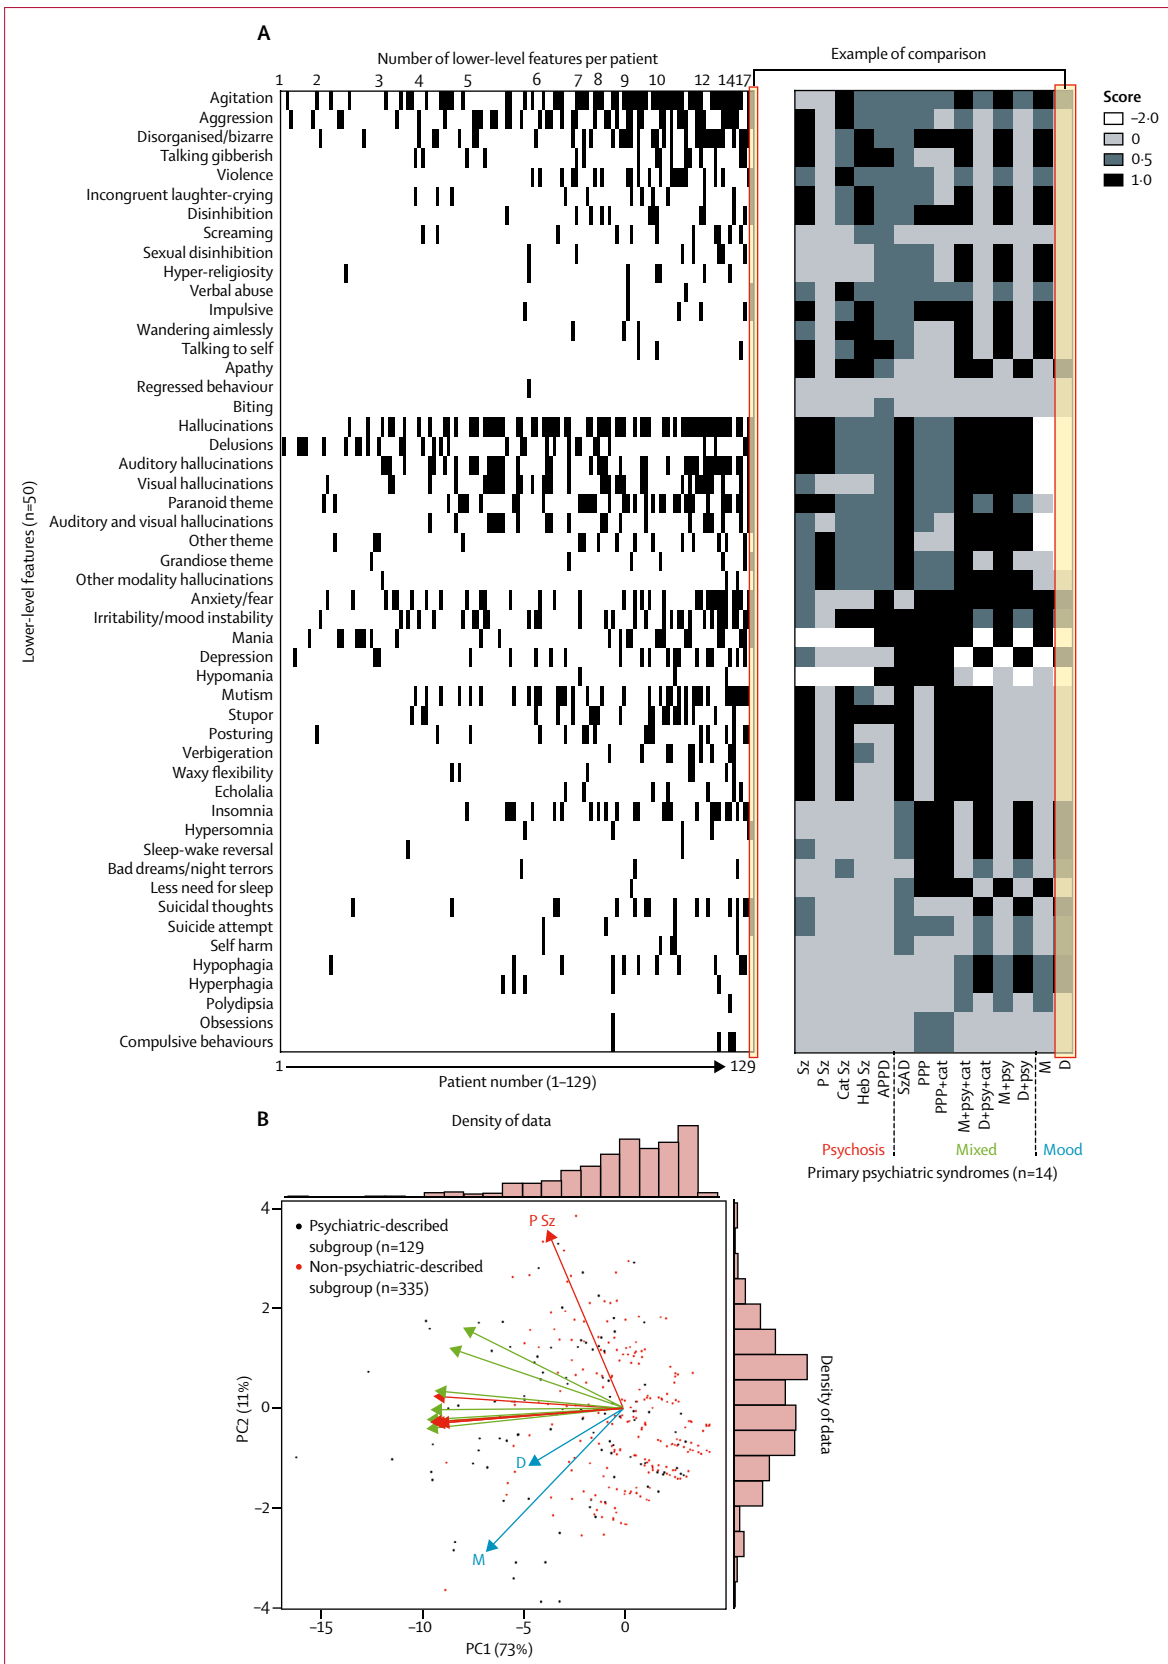 A
Number of lower-level features per patient
Example of comparison
1 2 3 4 5 6 7 8 9 10 12 14 17
Lower-level features (n=50)
Agitation
Aggression
Disorganised/bizarre
Talking gibberish
Violence
Incongruent laughter-crying
Disinhibition
Screaming
Sexual disinhibition
Hyper-religiosity
Verbal abuse
Impulsive
Wandering aimlessly
Talking to self
Apathy
Regressed behaviour
Biting
Hallucinations
Delusions
Auditory hallucinations
Visual hallucinations
Paranoid theme
Auditory and visual hallucinations
Other theme
Grandiose theme
Other modality hallucinations
Anxiety/fear
Irritability/mood instability
Mania
Depression
Hypomania
Mutism
Stupor
Posturing
Verbigeration
Waxy flexibility
Echolalia
Insomnia
Hypersomnia
Sleep-wake reversal
Bad dreams/night terrors
Less need for sleep
Suicidal thoughts
Suicide attempt
Self harm
Hypophagia
Hyperphagia
Polydipsia
Obsessions
Compulsive behaviours
1 129
Patient number (1–129)
Score
–2·0
0
0·5
1·0
Sz
P Sz
Cat Sz
Heb Sz
APPD
SzAD
PPP
PPP+cat
M+psy+cat
D+psy+cat
M+psy
D+psy
M
D
Psychosis
Mixed
Mood
Primary psychiatric syndromes (n=14)
B
Density of data
Psychiatric-described
subgroup (n=129
Non-psychiatric-described
subgroup (n=335)
P Sz
D
M
4
2
0
–2
–4
PC2 (11%)
–15 –10 –5 0
PC1 (73%)
Density of data